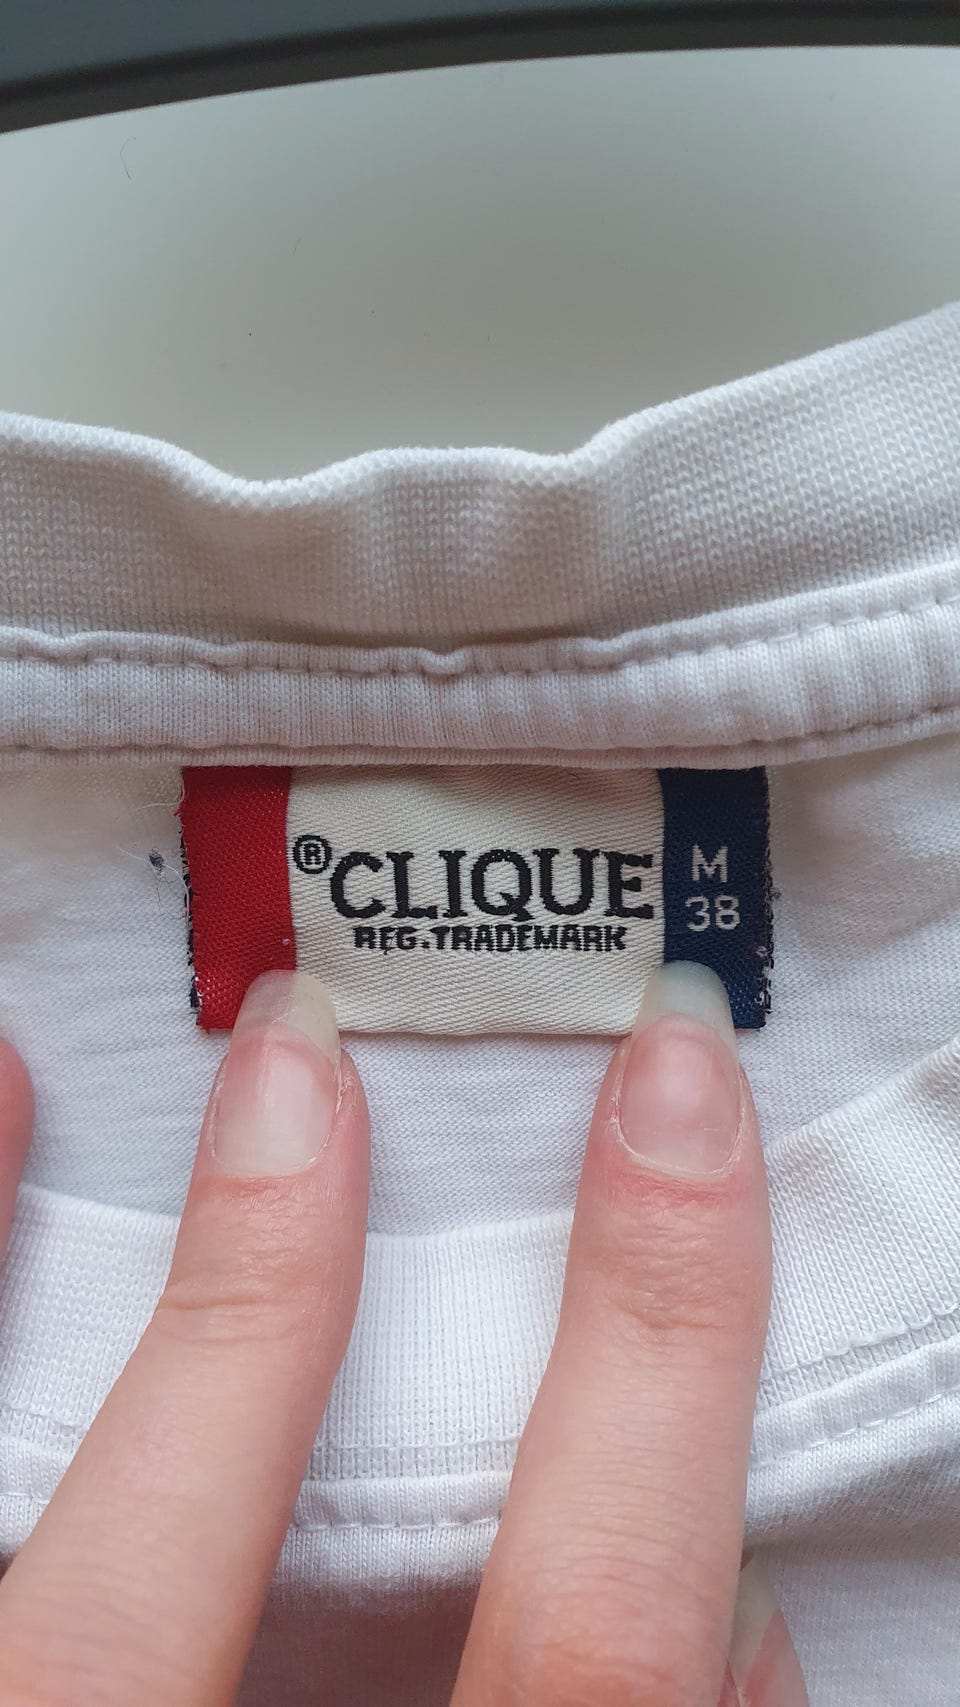 ®CLIQUE
REG.TRADEMARK
M
38